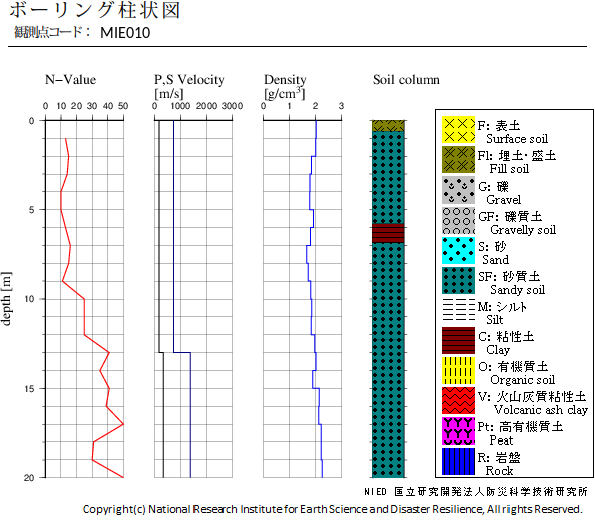 ボーリング柱状図
観測点コード： MIE010
N-Value
P,S Velocity
[m/s]
Density
[g/cm³]
Soil column
0 10 20 30 40 50
0 1000 2000 3000
0 1 2 3
depth [m]
0
5
10
15
20
F: 表土
Surface soil
Fl: 埋土・盛土
Fill soil
G: 礫
Gravel
GF: 礫質土
Gravelly soil
S: 砂
Sand
SF: 砂質土
Sandy soil
M: シルト
Silt
C: 粘性土
Clay
O: 有機質土
Organic soil
V: 火山灰質粘性土
Volcanic ash clay
Pt: 高有機質土
Peat
R: 岩盤
Rock
NIED 国立研究開発法人防災科学技術研究所
Copyright(c) National Research Institute for Earth Science and Disaster Resilience, All rights Reserved.